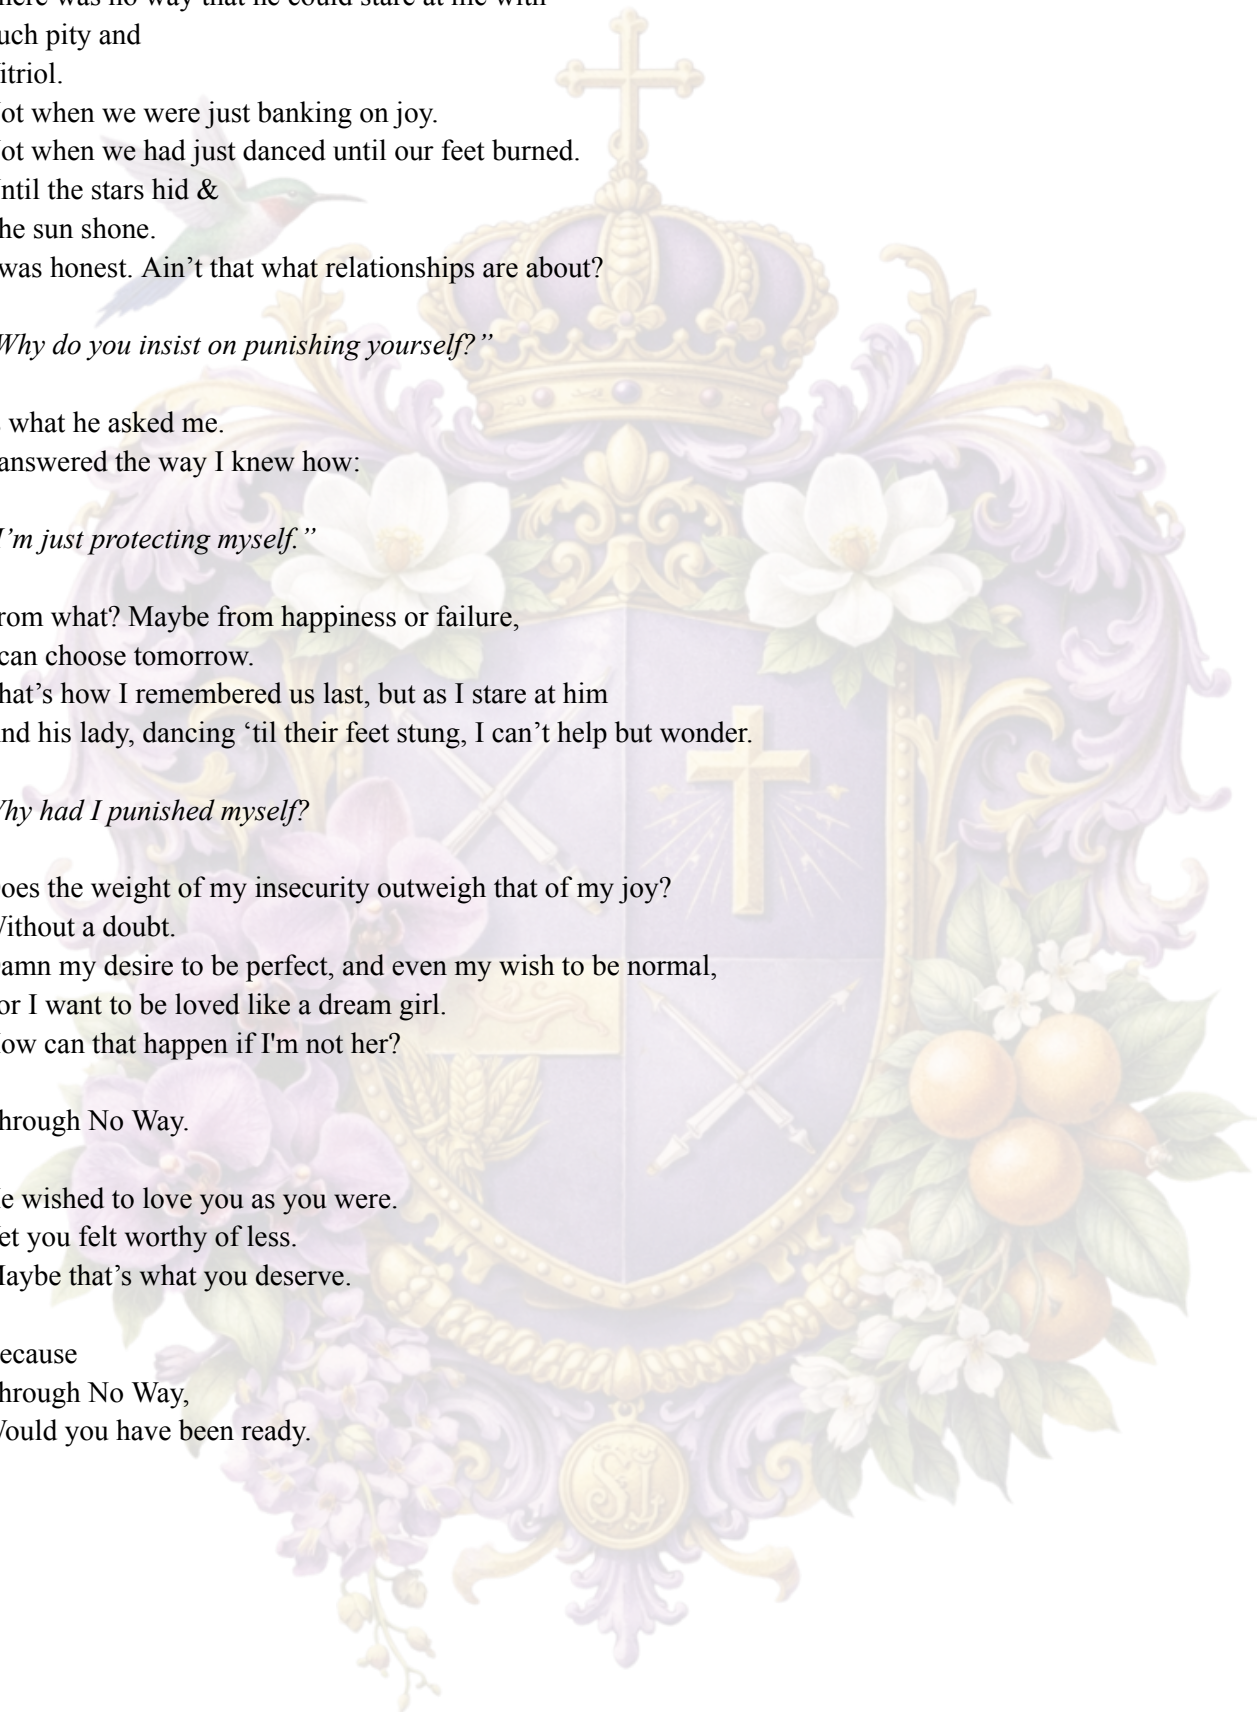 here was no way that he could stare at me with
uch pity and
itriol.
ot when we were just banking on joy.
ot when we had just danced until our feet burned.
ntil the stars hid &
he sun shone.
was honest. Ain’t that what relationships are about?
Why do you insist on punishing yourself?”
what he asked me.
answered the way I knew how:
I’m just protecting myself.”
rom what? Maybe from happiness or failure,
can choose tomorrow.
hat’s how I remembered us last, but as I stare at him
nd his lady, dancing ‘til their feet stung, I can’t help but wonder.
Why had I punished myself?
oes the weight of my insecurity outweigh that of my joy?
Without a doubt.
amn my desire to be perfect, and even my wish to be normal,
or I want to be loved like a dream girl.
ow can that happen if I'm not her?
hrough No Way.
e wished to love you as you were.
et you felt worthy of less.
Maybe that’s what you deserve.
ecause
hrough No Way,
Would you have been ready.